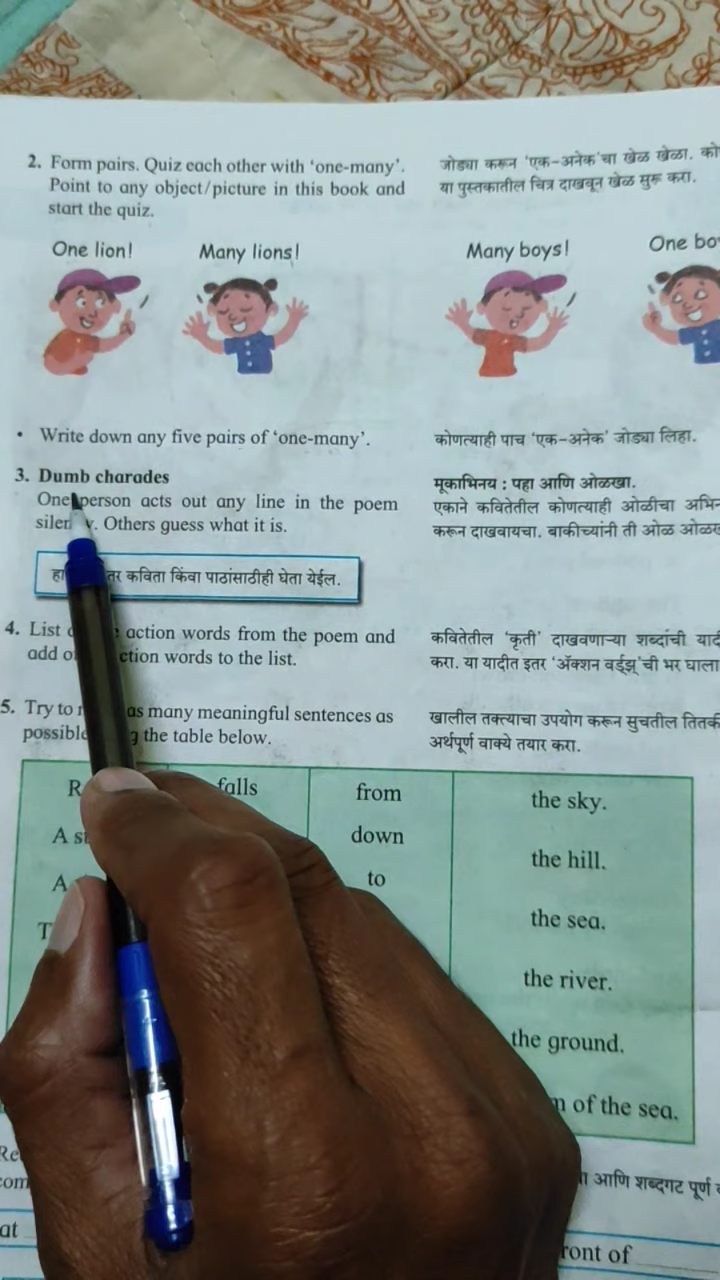 2. Form pairs. Quiz each other with ‘one-many’.
Point to any object/picture in this book and
start the quiz.
जोड्या करून ‘एक-अनेक’चा खेळ खेळा.
या पुस्तकातील चित्र दाखवून खेळ सुरू करा.
One lion!
Many lions!
Many boys!
One
• Write down any five pairs of ‘one-many’.
कोणत्याही पाच ‘एक-अनेक’ जोड्या लिहा.
3. Dumb charades
One person acts out any line in the poem
Others guess what it is.
मूकाभिनय : पहा आणि ओळखा.
एकाने कवितेतील कोणत्याही ओळीचा
करून दाखवायचा. बाकीच्यांनी ती ओळ
कविता किंवा पाठांसाठीही घेता येईल.
4. List action words from the poem and
add words to the list.
कवितेतील ‘कृती’ दाखवणाऱ्या शब्दांची
करा. या यादीत इतर ‘ॲक्शन वर्ड्‌झ्’ची भर घाला
5. Try to as many meaningful sentences as
possible the table below.
खालील तक्त्याचा उपयोग करून सुचतील
अर्थपूर्ण वाक्ये तयार करा.
falls from the sky.
A down the hill.
A to
the sea.
the river.
the ground.
of the sea.
आणि शब्दगट पूर्ण
at
of